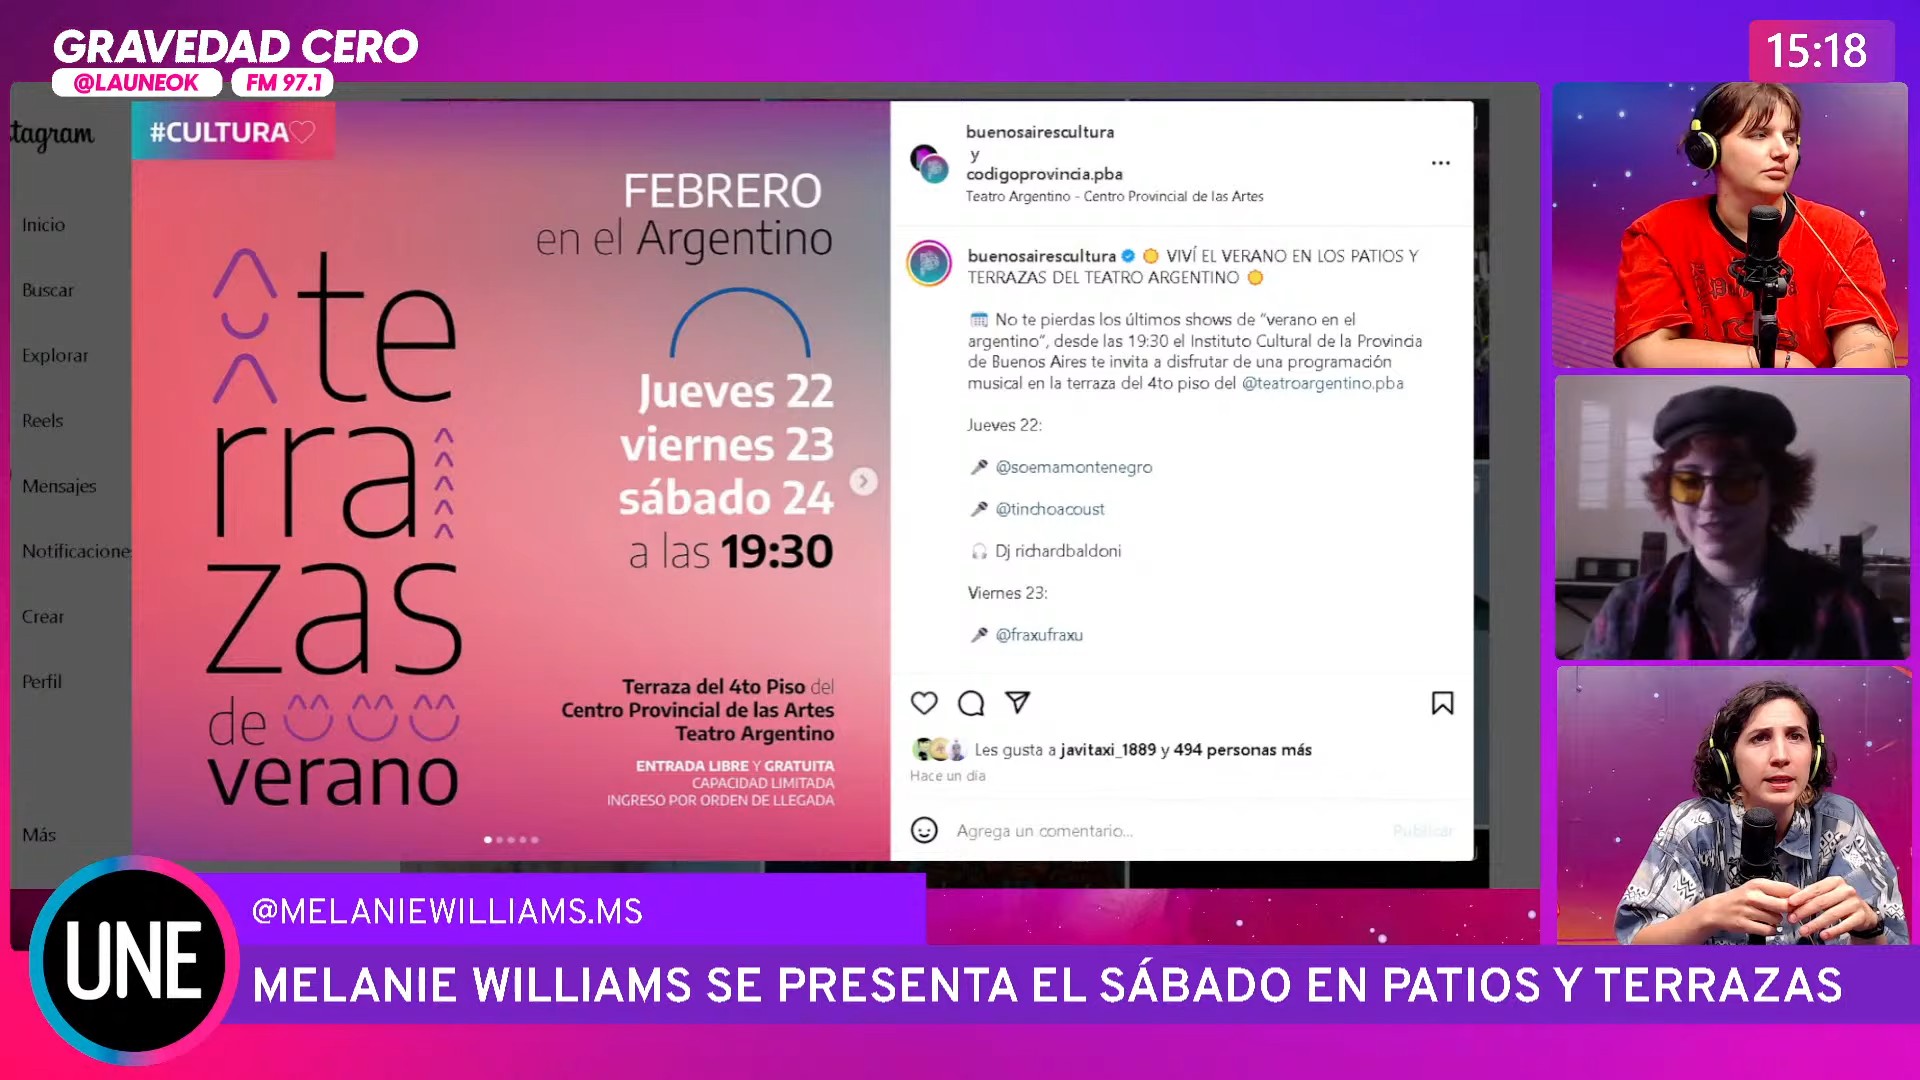 GRAVEDAD CERO
@LAUNEOK FM 97.1
15:18
tagram
Inicio
Buscar
Explorar
Reels
Mensajes
Notificacione
Crear
Perfil
Más
#CULTURA
FEBRERO
en el Argentino
terrazas
de
verano
Jueves 22
viernes 23
sábado 24
a las 19:30
Terraza del 4to Piso del
Centro Provincial de las Artes
Teatro Argentino
ENTRADA LIBRE Y GRATUITA
CAPACIDAD LIMITADA
INGRESO POR ORDEN DE LLEGADA
buenosairescultura
y
codigoprovincia.pba
Teatro Argentino - Centro Provincial de las Artes
buenosairescultura VIVÍ EL VERANO EN LOS PATIOS Y
TERRAZAS DEL TEATRO ARGENTINO
No te pierdas los últimos shows de “verano en el
argentino”, desde las 19:30 el Instituto Cultural de la Provincia
de Buenos Aires te invita a disfrutar de una programación
musical en la terraza del 4to piso del @teatroargentino.pba
Jueves 22:
@soemamontenegro
@tinchoacoust
Dj richardbaldoni
Viernes 23:
@fraxufraxu
Les gusta a javitaxi_1889 y 494 personas más
Hace un día
Agrega un comentario...
Publicar
UNE
@MELANIEWILLIAMS.MS
MELANIE WILLIAMS SE PRESENTA EL SÁBADO EN PATIOS Y TERRAZAS